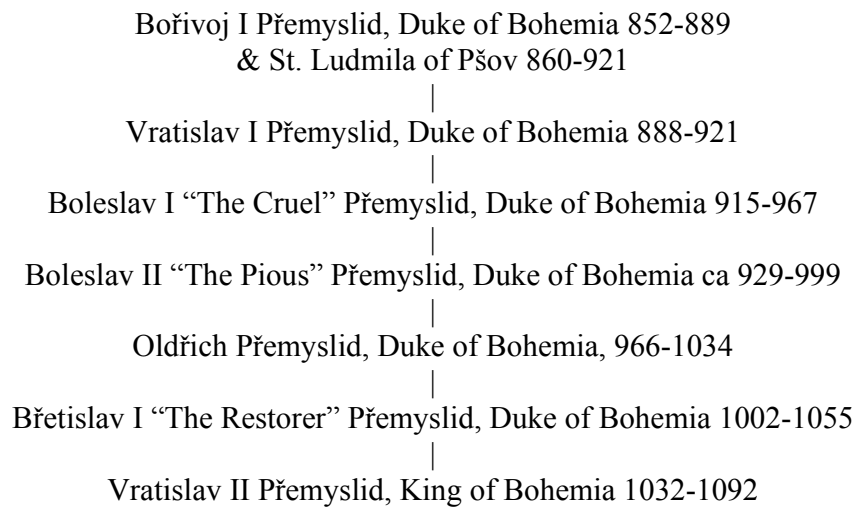 Bořivoj I Přemyslid, Duke of Bohemia 852-889
& St. Ludmila of Pšov 860-921
|
Vratislav I Přemyslid, Duke of Bohemia 888-921
|
Boleslav I “The Cruel” Přemyslid, Duke of Bohemia 915-967
|
Boleslav II “The Pious” Přemyslid, Duke of Bohemia ca 929-999
|
Oldřich Přemyslid, Duke of Bohemia, 966-1034
|
Břetislav I “The Restorer” Přemyslid, Duke of Bohemia 1002-1055
|
Vratislav II Přemyslid, King of Bohemia 1032-1092